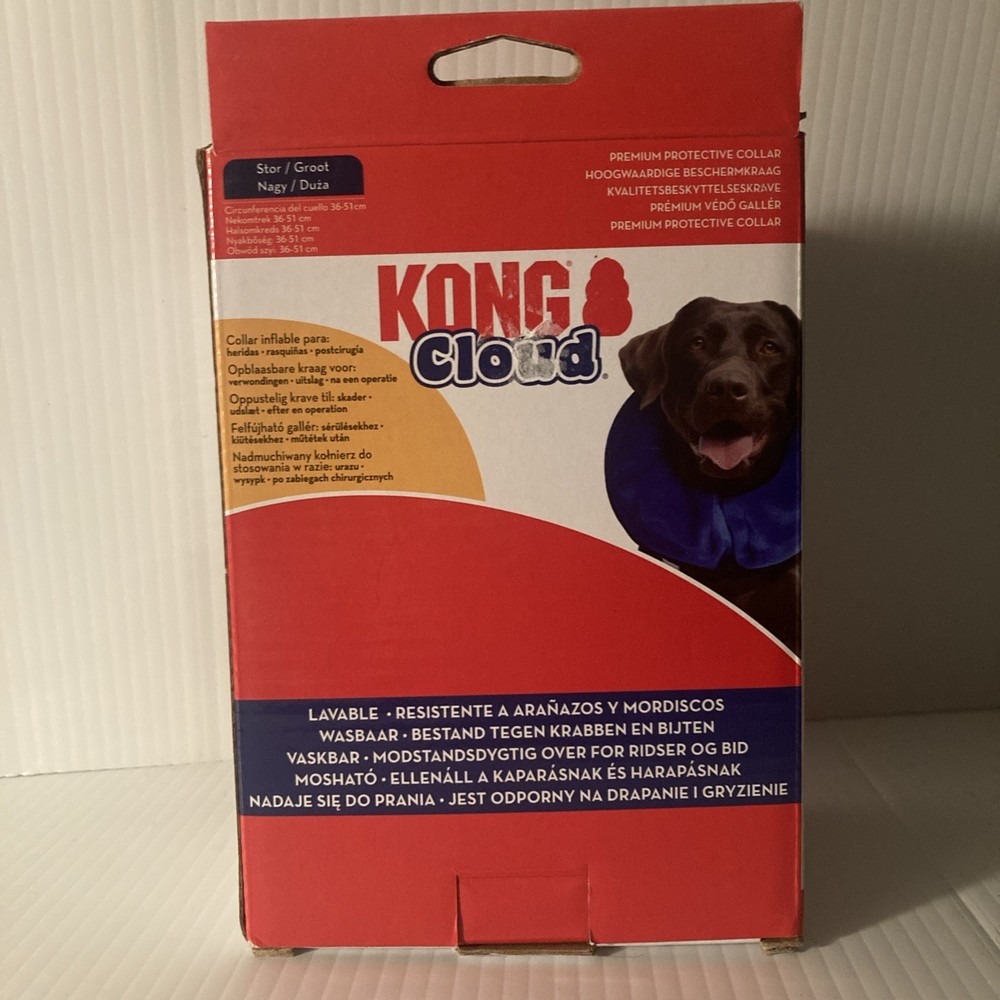 Stor / Groot
Nagy / Duża
Circunferencia del cuello 36-51cm
Nekomtrek 36-51 cm
Halsomkreds 36-51 cm
Nyakbőség: 36-51 cm
Obwód szyi: 36-51 cm
PREMIUM PROTECTIVE COLLAR
HOOGWAARDIGE BESCHERMKRAAG
KVALITETSBESKYTTELSESKRAVE
PRÉMIUM VÉDŐ GALLÉR
PREMIUM PROTECTIVE COLLAR
KONG®
Cloud®
Collar inflable para:
heridas • rasquiñas • postcirugía
Opblaasbare kraag voor:
verwondingen • uitslag • na een operatie
Oppustelig krave til: skader •
udslæt • efter en operation
Felfújható gallér: sérülésekhez •
kiütésekhez • műtétek után
Nadmuchiwany kołnierz do
stosowania w razie: urazu •
wysypk • po zabiegach chirurgicznych
LAVABLE • RESISTENTE A ARAÑAZOS Y MORDISCOS
WASBAAR • BESTAND TEGEN KRABBEN EN BIJTEN
VASKBAR • MODSTANDSDYGTIG OVER FOR RIDSER OG BID
MOSHATÓ • ELLENÁLL A KAPARÁSNAK ÉS HARAPÁSNAK
NADAJE SIĘ DO PRANIA • JEST ODPORNY NA DRAPANIE I GRYZIENIE